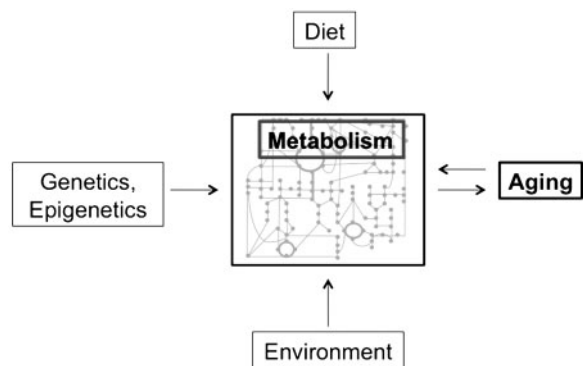 Diet
Metabolism
Genetics,
Epigenetics
Aging
Environment